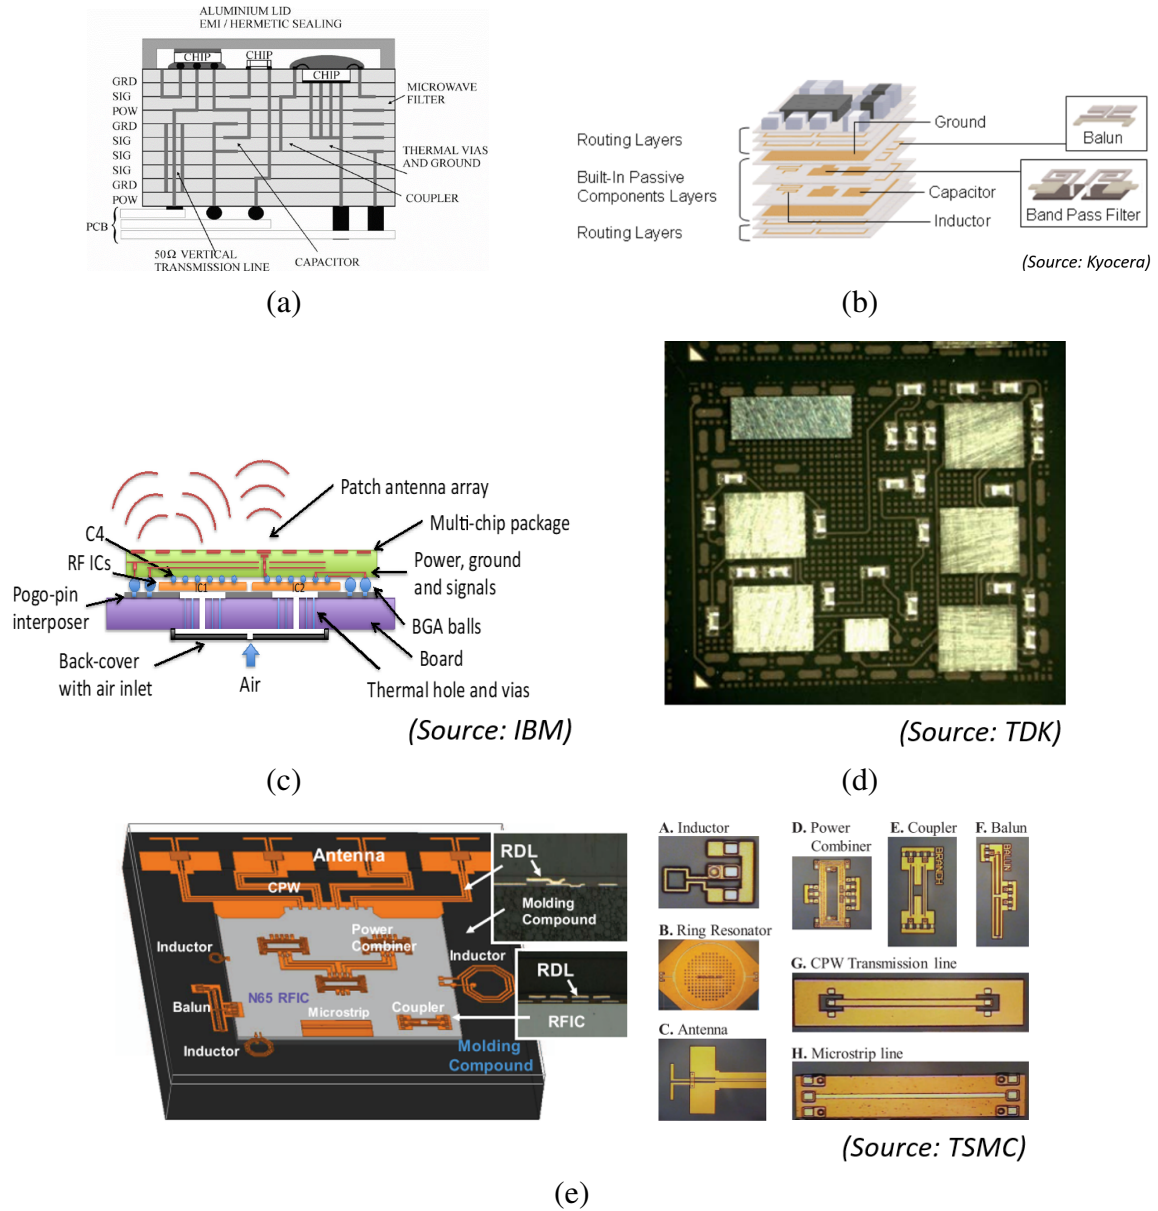 ALUMINIUM LID
EMI / HERMETIC SEALING
CHIP
CHIP
CHIP
GRD
SIG
POW
GRD
SIG
SIG
SIG
GRD
POW
PCB
MICROWAVE
FILTER
THERMAL VIAS
AND GROUND
COUPLER
50Ω VERTICAL
TRANSMISSION LINE
CAPACITOR
(a)
Routing Layers
Built-In Passive
Components Layers
Routing Layers
Ground
Capacitor
Inductor
Balun
Band Pass Filter
(Source: Kyocera)
(b)
Patch antenna array
Multi-chip package
C4
RF ICs
Power, ground
and signals
IC1
IC2
Pogo-pin
interposer
BGA balls
Board
Back-cover
with air inlet
Air
Thermal hole and vias
(Source: IBM)
(c)
(Source: TDK)
(d)
Antenna
CPW
RDL
Molding
Compound
Power
Combiner
Inductor
Inductor
RDL
RFIC
N65 RFIC
Balun
Microstrip
Coupler
Inductor
Molding
Compound
A. Inductor
B. Ring Resonator
C. Antenna
D. Power
Combiner
E. Coupler
BRANCH
F. Balun
BALUN
G. CPW Transmission line
H. Microstrip line
(Source: TSMC)
(e)